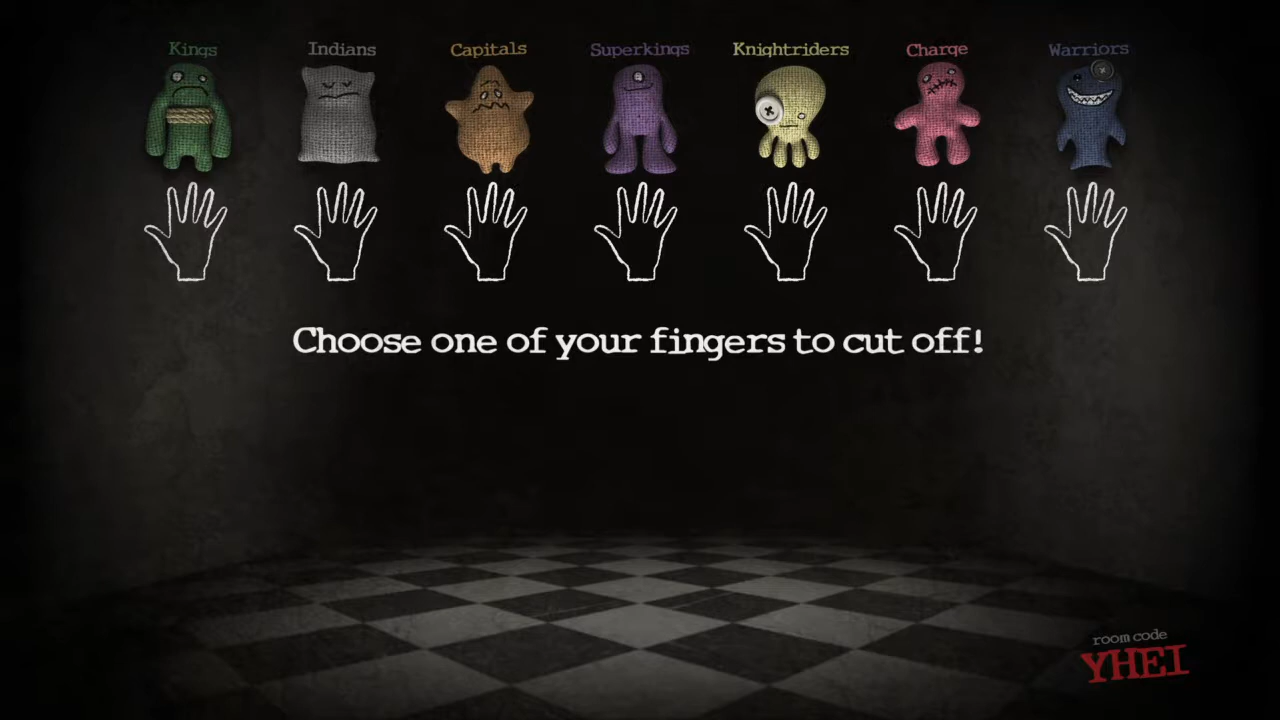 Kings
Indians
Capitals
Superkings
Knightriders
Charge
Warriors
Choose one of your fingers to cut off!
room code
YHEI